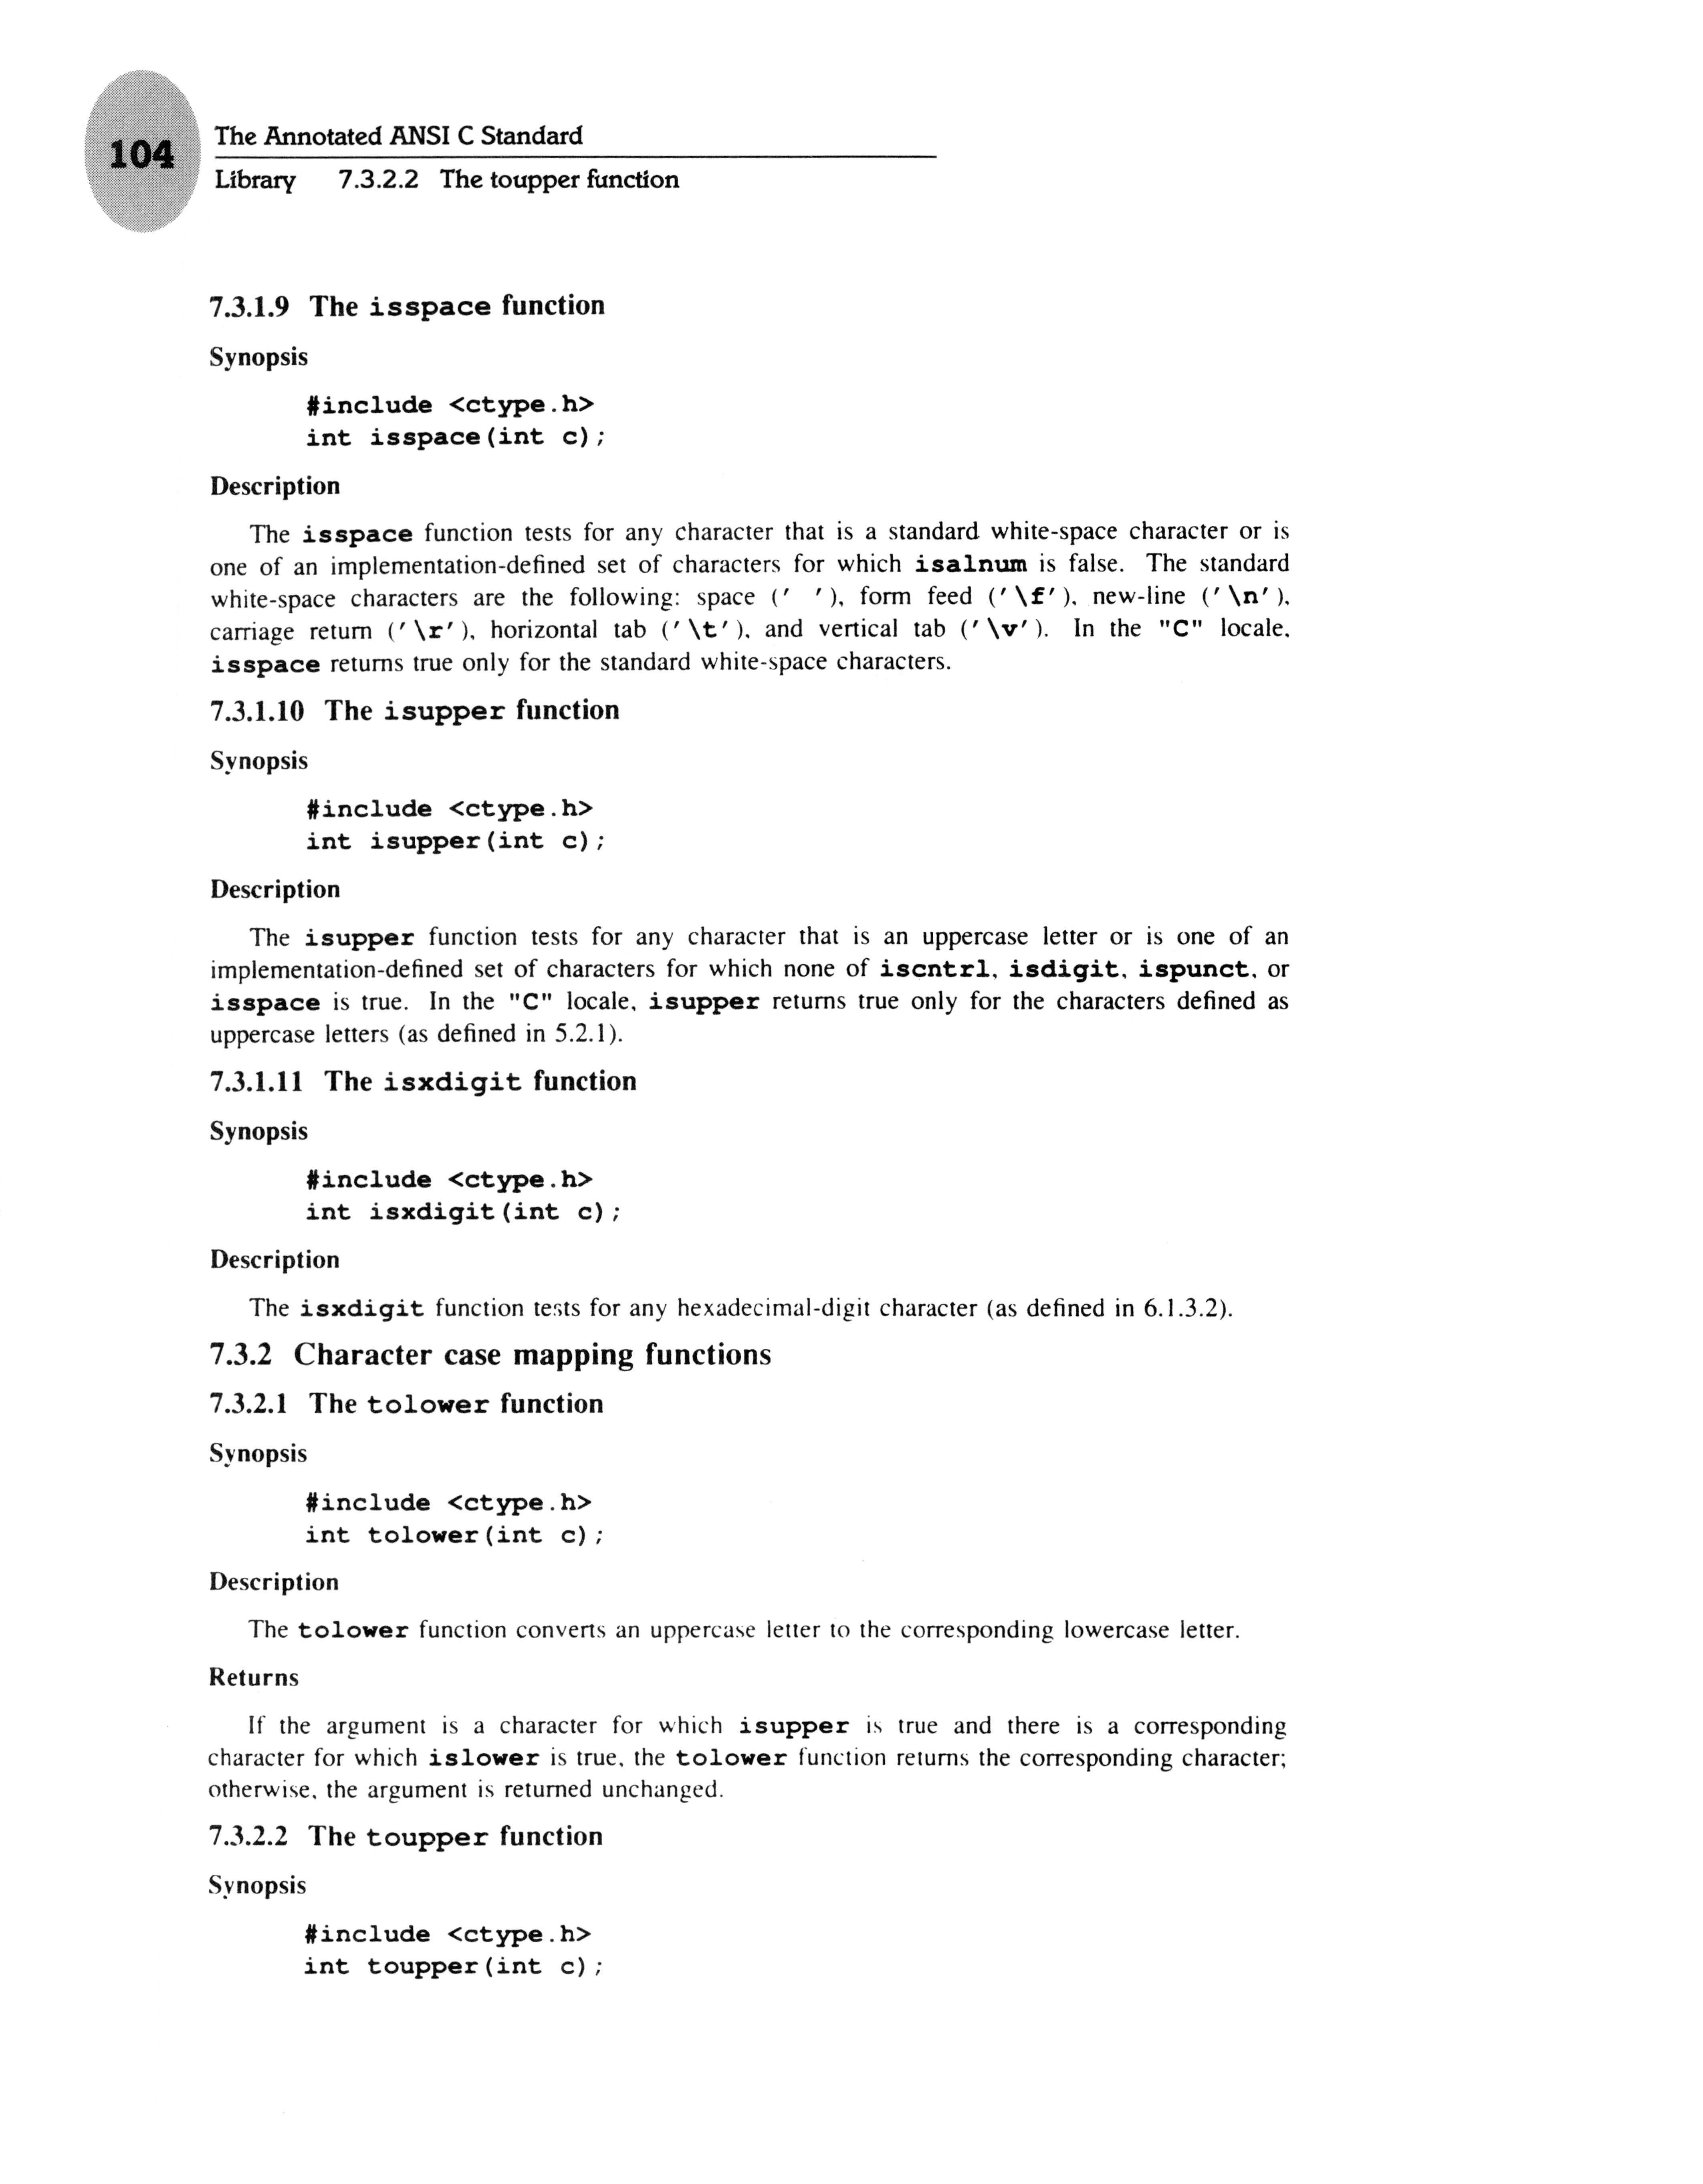 104
The Annotated ANSI C Standard
Library 7.3.2.2 The toupper function
7.3.1.9 The isspace function
Synopsis
#include <ctype.h>
int isspace(int c);
Description
The isspace function tests for any character that is a standard white-space character or is
one of an implementation-defined set of characters for which isalnum is false. The standard
white-space characters are the following: space (' '), form feed ('\f'), new-line ('\n'),
carriage return ('\r'), horizontal tab ('\t'), and vertical tab ('\v'). In the "C" locale,
isspace returns true only for the standard white-space characters.
7.3.1.10 The isupper function
Synopsis
#include <ctype.h>
int isupper(int c);
Description
The isupper function tests for any character that is an uppercase letter or is one of an
implementation-defined set of characters for which none of iscntrl, isdigit, ispunct, or
isspace is true. In the "C" locale, isupper returns true only for the characters defined as
uppercase letters (as defined in 5.2.1).
7.3.1.11 The isxdigit function
Synopsis
#include <ctype.h>
int isxdigit(int c);
Description
The isxdigit function tests for any hexadecimal-digit character (as defined in 6.1.3.2).
7.3.2 Character case mapping functions
7.3.2.1 The tolower function
Synopsis
#include <ctype.h>
int tolower(int c);
Description
The tolower function converts an uppercase letter to the corresponding lowercase letter.
Returns
If the argument is a character for which isupper is true and there is a corresponding
character for which islower is true, the tolower function returns the corresponding character;
otherwise, the argument is returned unchanged.
7.3.2.2 The toupper function
Synopsis
#include <ctype.h>
int toupper(int c);